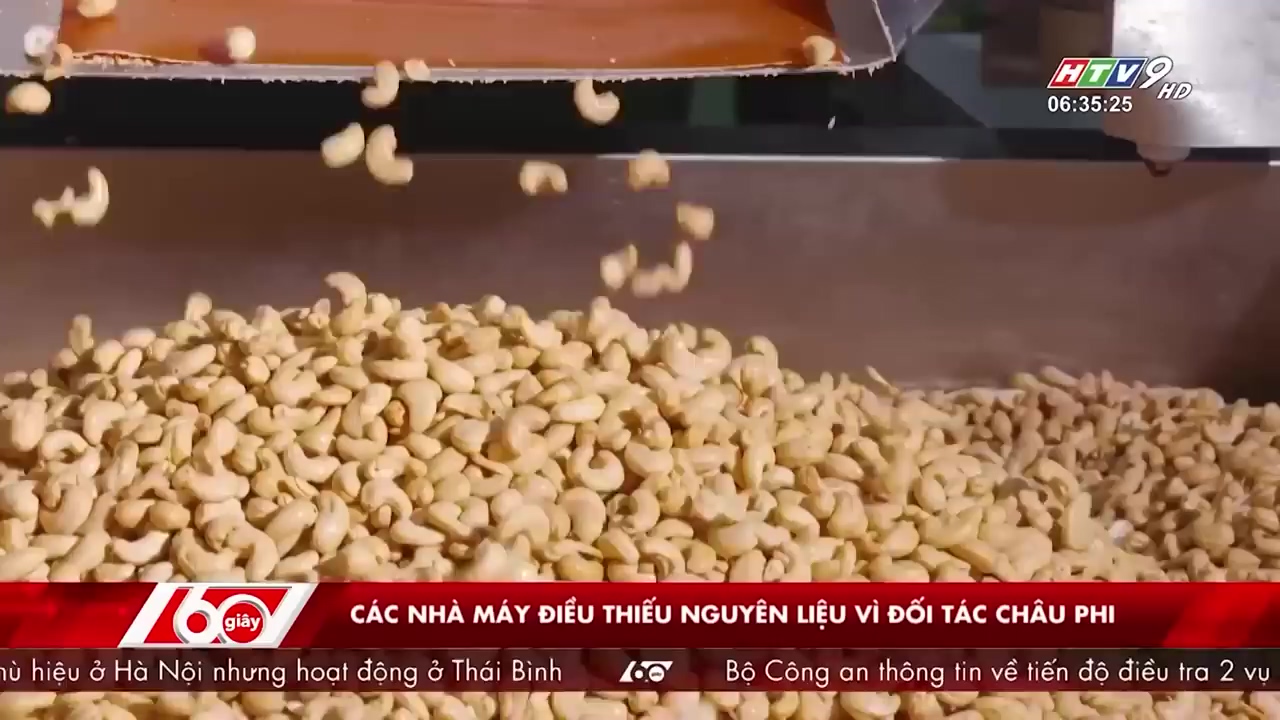 HTV9 HD
06:35:25
60 giây
CÁC NHÀ MÁY ĐIỀU THIẾU NGUYÊN LIỆU VÌ ĐỐI TÁC CHÂU PHI
hiệu ở Hà Nội nhưng hoạt động ở Thái Bình 60 giây Bộ Công an thông tin về tiến độ điều tra 2 vụ